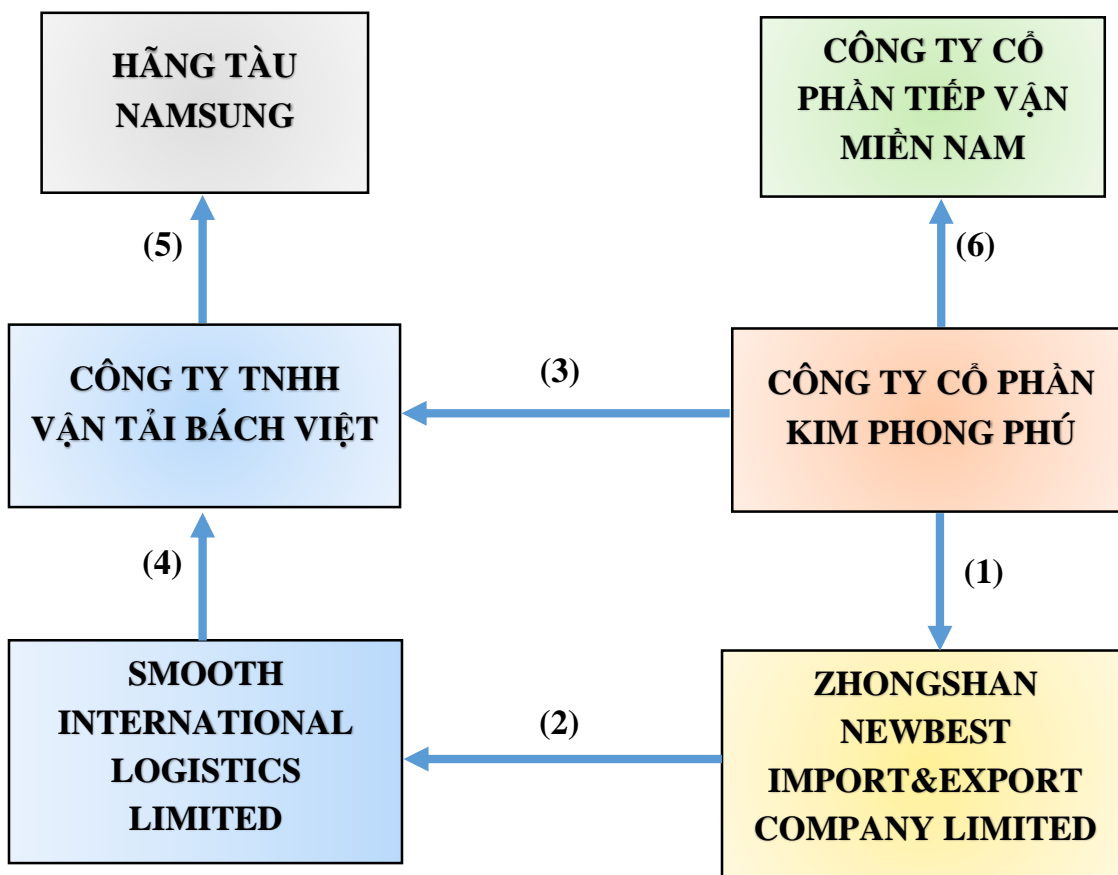 HÃNG TÀU
NAMSUNG
CÔNG TY CỔ
PHẦN TIẾP VẬN
MIỀN NAM
(5)
(6)
CÔNG TY TNHH
VẬN TẢI BÁCH VIỆT
(3)
CÔNG TY CỔ PHẦN
KIM PHONG PHÚ
(4)
(1)
SMOOTH
INTERNATIONAL
LOGISTICS
LIMITED
(2)
ZHONGSHAN
NEWBEST
IMPORT&EXPORT
COMPANY LIMITED